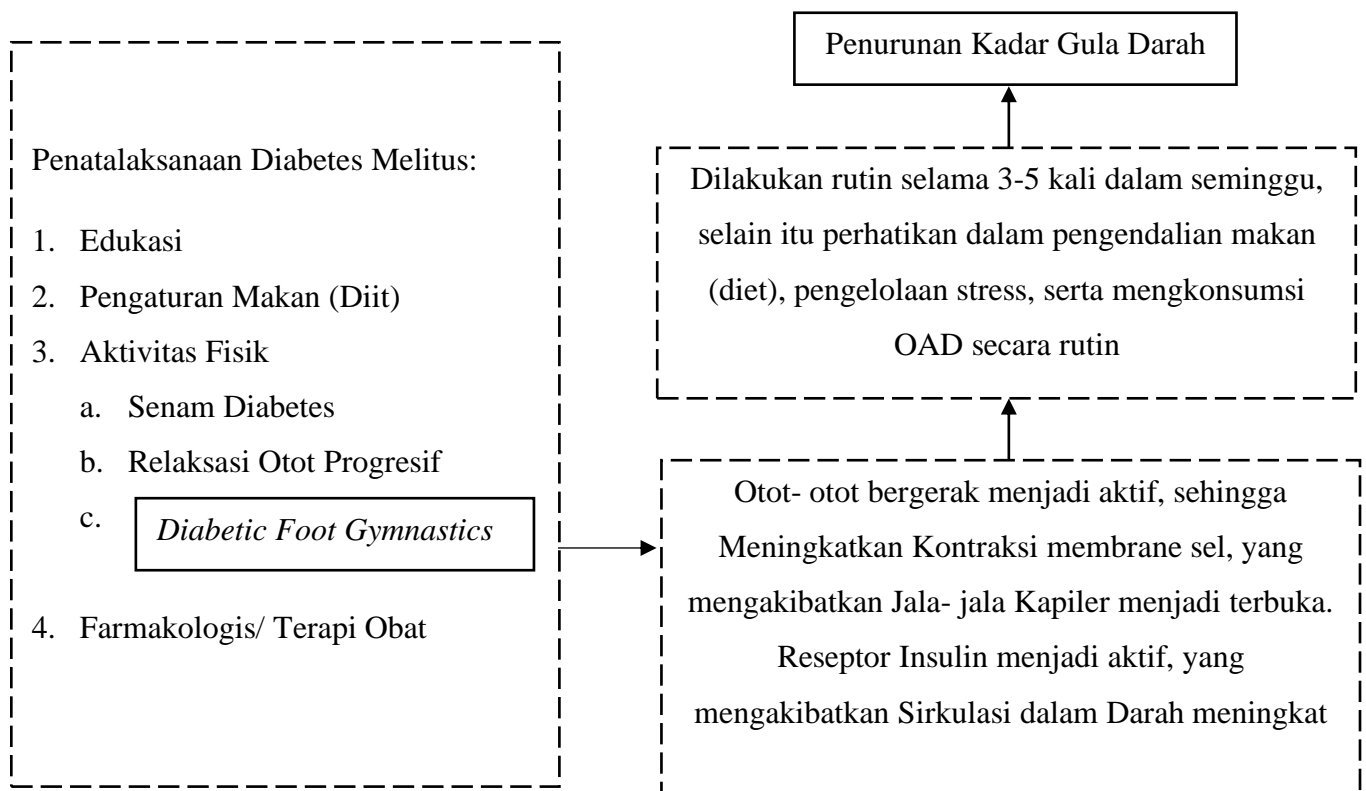 Penatalaksanaan Diabetes Melitus:
1. Edukasi
2. Pengaturan Makan (Diit)
3. Aktivitas Fisik
a. Senam Diabetes
b. Relaksasi Otot Progresif
c. Diabetic Foot Gymnastics
4. Farmakologis/ Terapi Obat
Otot- otot bergerak menjadi aktif, sehingga
Meningkatkan Kontraksi membrane sel, yang
mengakibatkan Jala- jala Kapiler menjadi terbuka.
Reseptor Insulin menjadi aktif, yang
mengakibatkan Sirkulasi dalam Darah meningkat
Dilakukan rutin selama 3-5 kali dalam seminggu,
selain itu perhatikan dalam pengendalian makan
(diet), pengelolaan stress, serta mengkonsumsi
OAD secara rutin
Penurunan Kadar Gula Darah